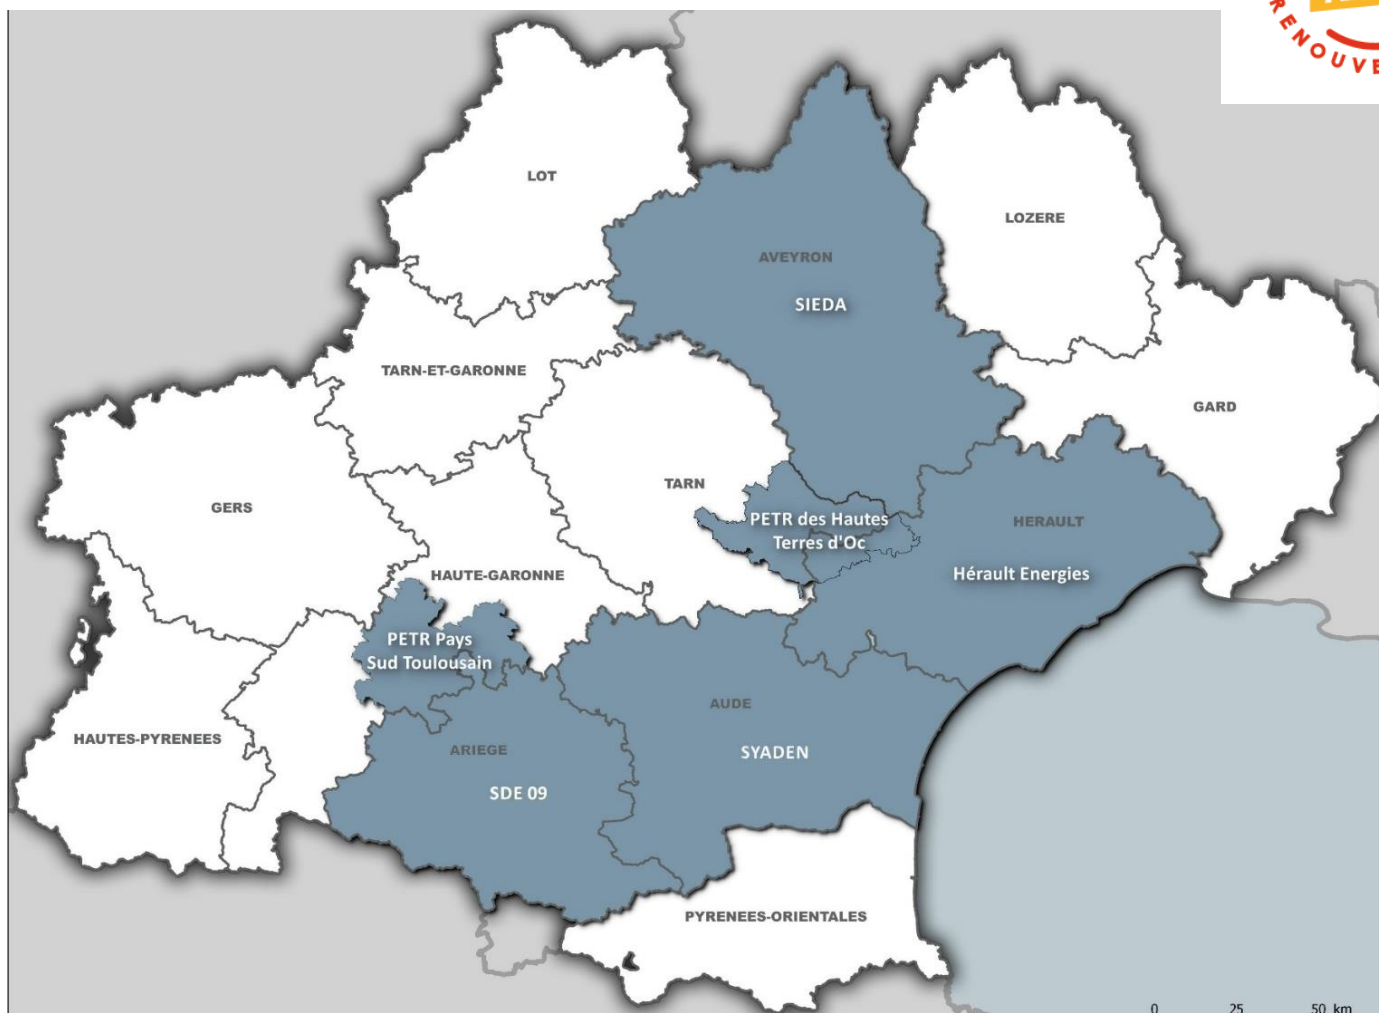 RENOUVE
LOT
LOZERE
AVEYRON
SIEDA
TARN-ET-GARONNE
GARD
TARN
GERS
PETR des Hautes
Terres d'Oc
HERAULT
Hérault Energies
HAUTE-GARONNE
PETR Pays
Sud Toulousain
AUDE
HAUTES-PYRENEES
ARIEGE
SYADEN
SDE 09
PYRENEES-ORIENTALES
0 25 50 km